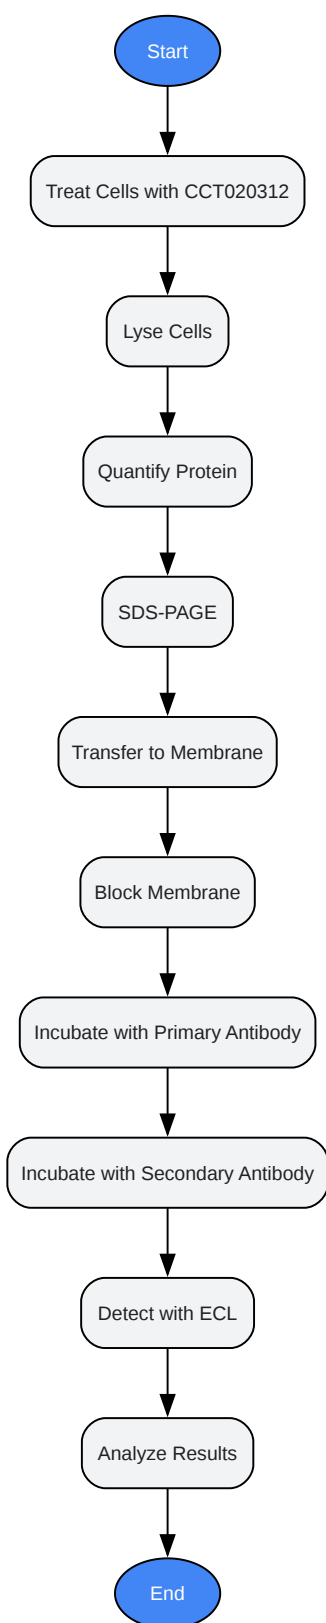 Start
Treat Cells with CCT020312
Lyse Cells
Quantify Protein
SDS-PAGE
Transfer to Membrane
Block Membrane
Incubate with Primary Antibody
Incubate with Secondary Antibody
Detect with ECL
Analyze Results
End